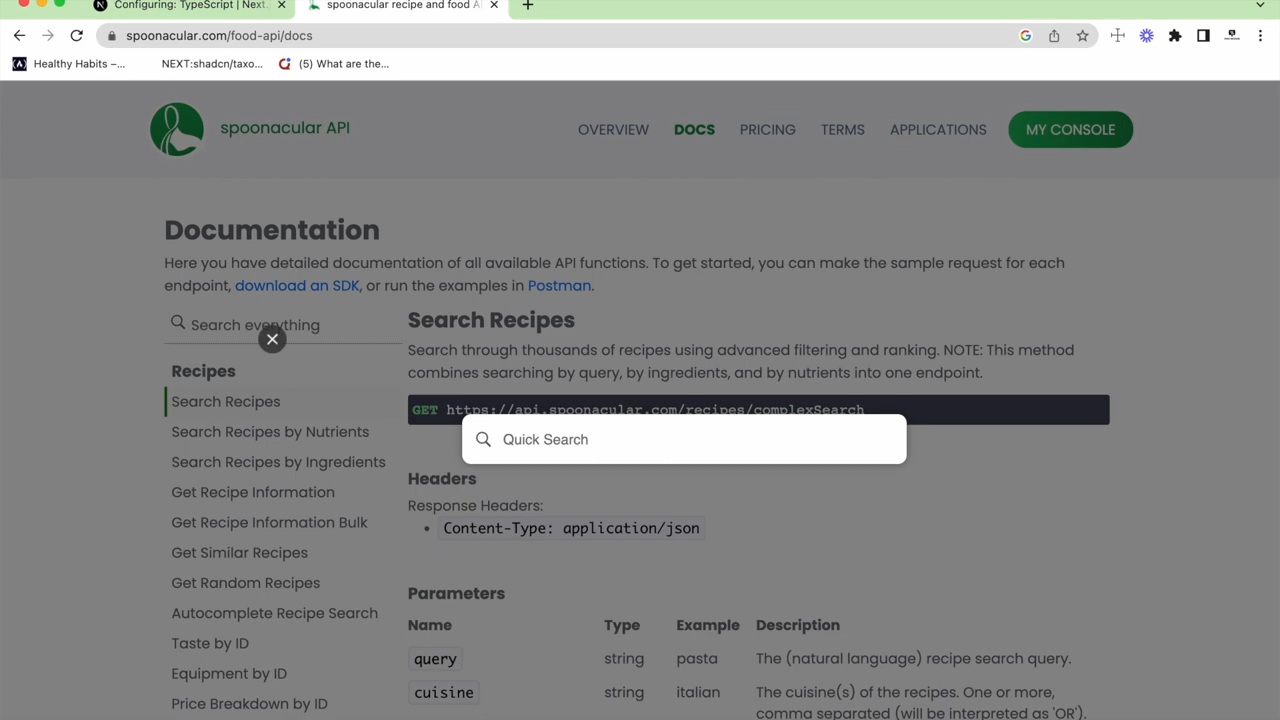 Configuring: TypeScript | Next.
spoonacular recipe and food A
spoonacular.com/food-api/docs
Healthy Habits –...
NEXT:shadcn/taxo...
(5) What are the...
spoonacular API
OVERVIEW
DOCS
PRICING
TERMS
APPLICATIONS
MY CONSOLE
Documentation
Here you have detailed documentation of all available API functions. To get started, you can make the sample request for each
endpoint, download an SDK, or run the examples in Postman.
Search everything
Recipes
Search Recipes
Search Recipes by Nutrients
Search Recipes by Ingredients
Get Recipe Information
Get Recipe Information Bulk
Get Similar Recipes
Get Random Recipes
Autocomplete Recipe Search
Taste by ID
Equipment by ID
Price Breakdown by ID
Search Recipes
Search through thousands of recipes using advanced filtering and ranking. NOTE: This method
combines searching by query, by ingredients, and by nutrients into one endpoint.
GET https://api.spoonacular.com/recipes/complexSearch
Quick Search
Headers
Response Headers:
• Content-Type: application/json
Parameters
Name Type Example Description
query string pasta The (natural language) recipe search query.
cuisine string italian The cuisine(s) of the recipes. One or more,
comma separated (will be interpreted as 'OR').